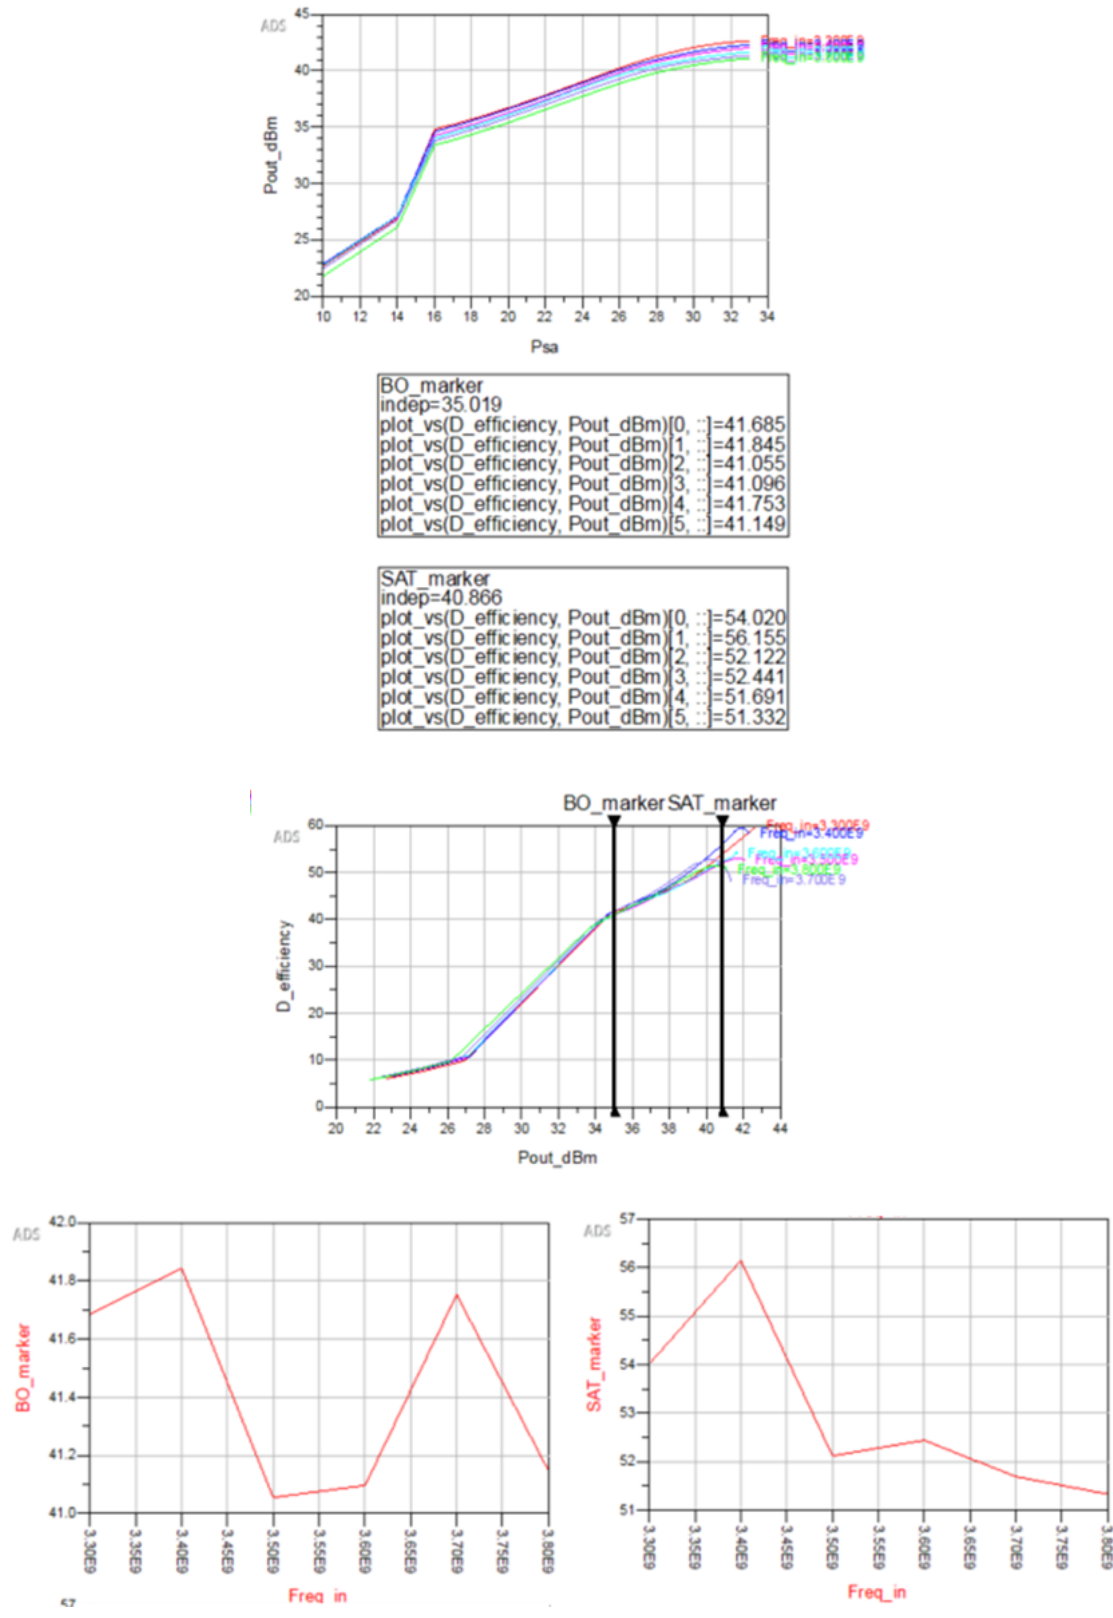 ADS
45
40
35
30
25
20
Pout_dBm
10 12 14 16 18 20 22 24 26 28 30 32 34
Psa
BO_marker
indep=35.019
plot_vs(D_efficiency, Pout_dBm)[0, ::]=41.685
plot_vs(D_efficiency, Pout_dBm)[1, ::]=41.845
plot_vs(D_efficiency, Pout_dBm)[2, ::]=41.055
plot_vs(D_efficiency, Pout_dBm)[3, ::]=41.096
plot_vs(D_efficiency, Pout_dBm)[4, ::]=41.753
plot_vs(D_efficiency, Pout_dBm)[5, ::]=41.149
SAT_marker
indep=40.866
plot_vs(D_efficiency, Pout_dBm)[0, ::]=54.020
plot_vs(D_efficiency, Pout_dBm)[1, ::]=56.155
plot_vs(D_efficiency, Pout_dBm)[2, ::]=52.122
plot_vs(D_efficiency, Pout_dBm)[3, ::]=52.441
plot_vs(D_efficiency, Pout_dBm)[4, ::]=51.691
plot_vs(D_efficiency, Pout_dBm)[5, ::]=51.332
BO_marker SAT_marker
ADS
60
50
40
30
20
10
0
D_efficiency
Freq_in=3.300E9
Freq_in=3.400E9
Freq_in=3.600E9
Freq_in=3.500E9
Freq_in=3.800E9
Freq_in=3.700E9
20 22 24 26 28 30 32 34 36 38 40 42 44
Pout_dBm
ADS
42.0
41.8
41.6
41.4
41.2
41.0
BO_marker
3.30E9 3.35E9 3.40E9 3.45E9 3.50E9 3.55E9 3.60E9 3.65E9 3.70E9 3.75E9 3.80E9
Freq_in
ADS
57
56
55
54
53
52
51
SAT_marker
3.30E9 3.35E9 3.40E9 3.45E9 3.50E9 3.55E9 3.60E9 3.65E9 3.70E9 3.75E9 3.80E9
Freq_in
57